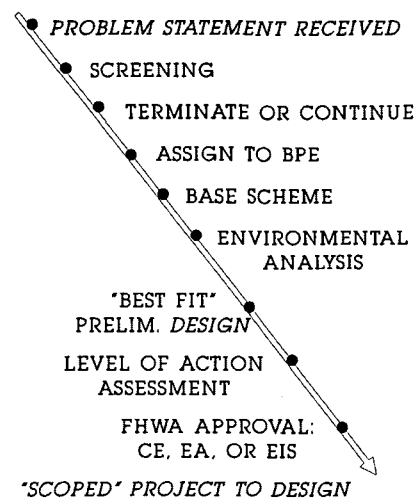 PROBLEM STATEMENT RECEIVED
SCREENING
TERMINATE OR CONTINUE
ASSIGN TO BPE
BASE SCHEME
ENVIRONMENTAL
ANALYSIS
"BEST FIT"
PRELIM. DESIGN
LEVEL OF ACTION
ASSESSMENT
FHWA APPROVAL:
CE, EA, OR EIS
"SCOPED" PROJECT TO DESIGN